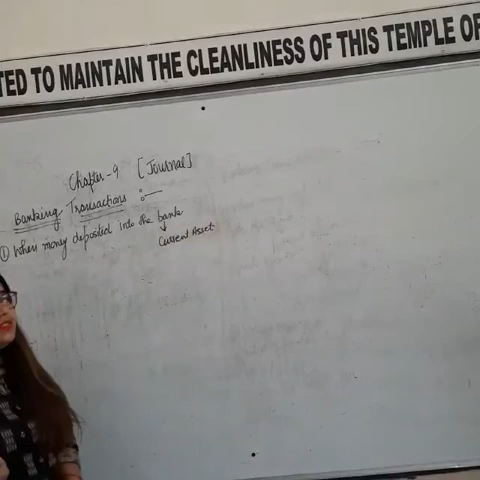 TED TO MAINTAIN THE CLEANLINESS OF THIS TEMPLE OF
Chapter-9 [Journal]
Banking Transactions :-
① When money deposited into the bank
Current Asset